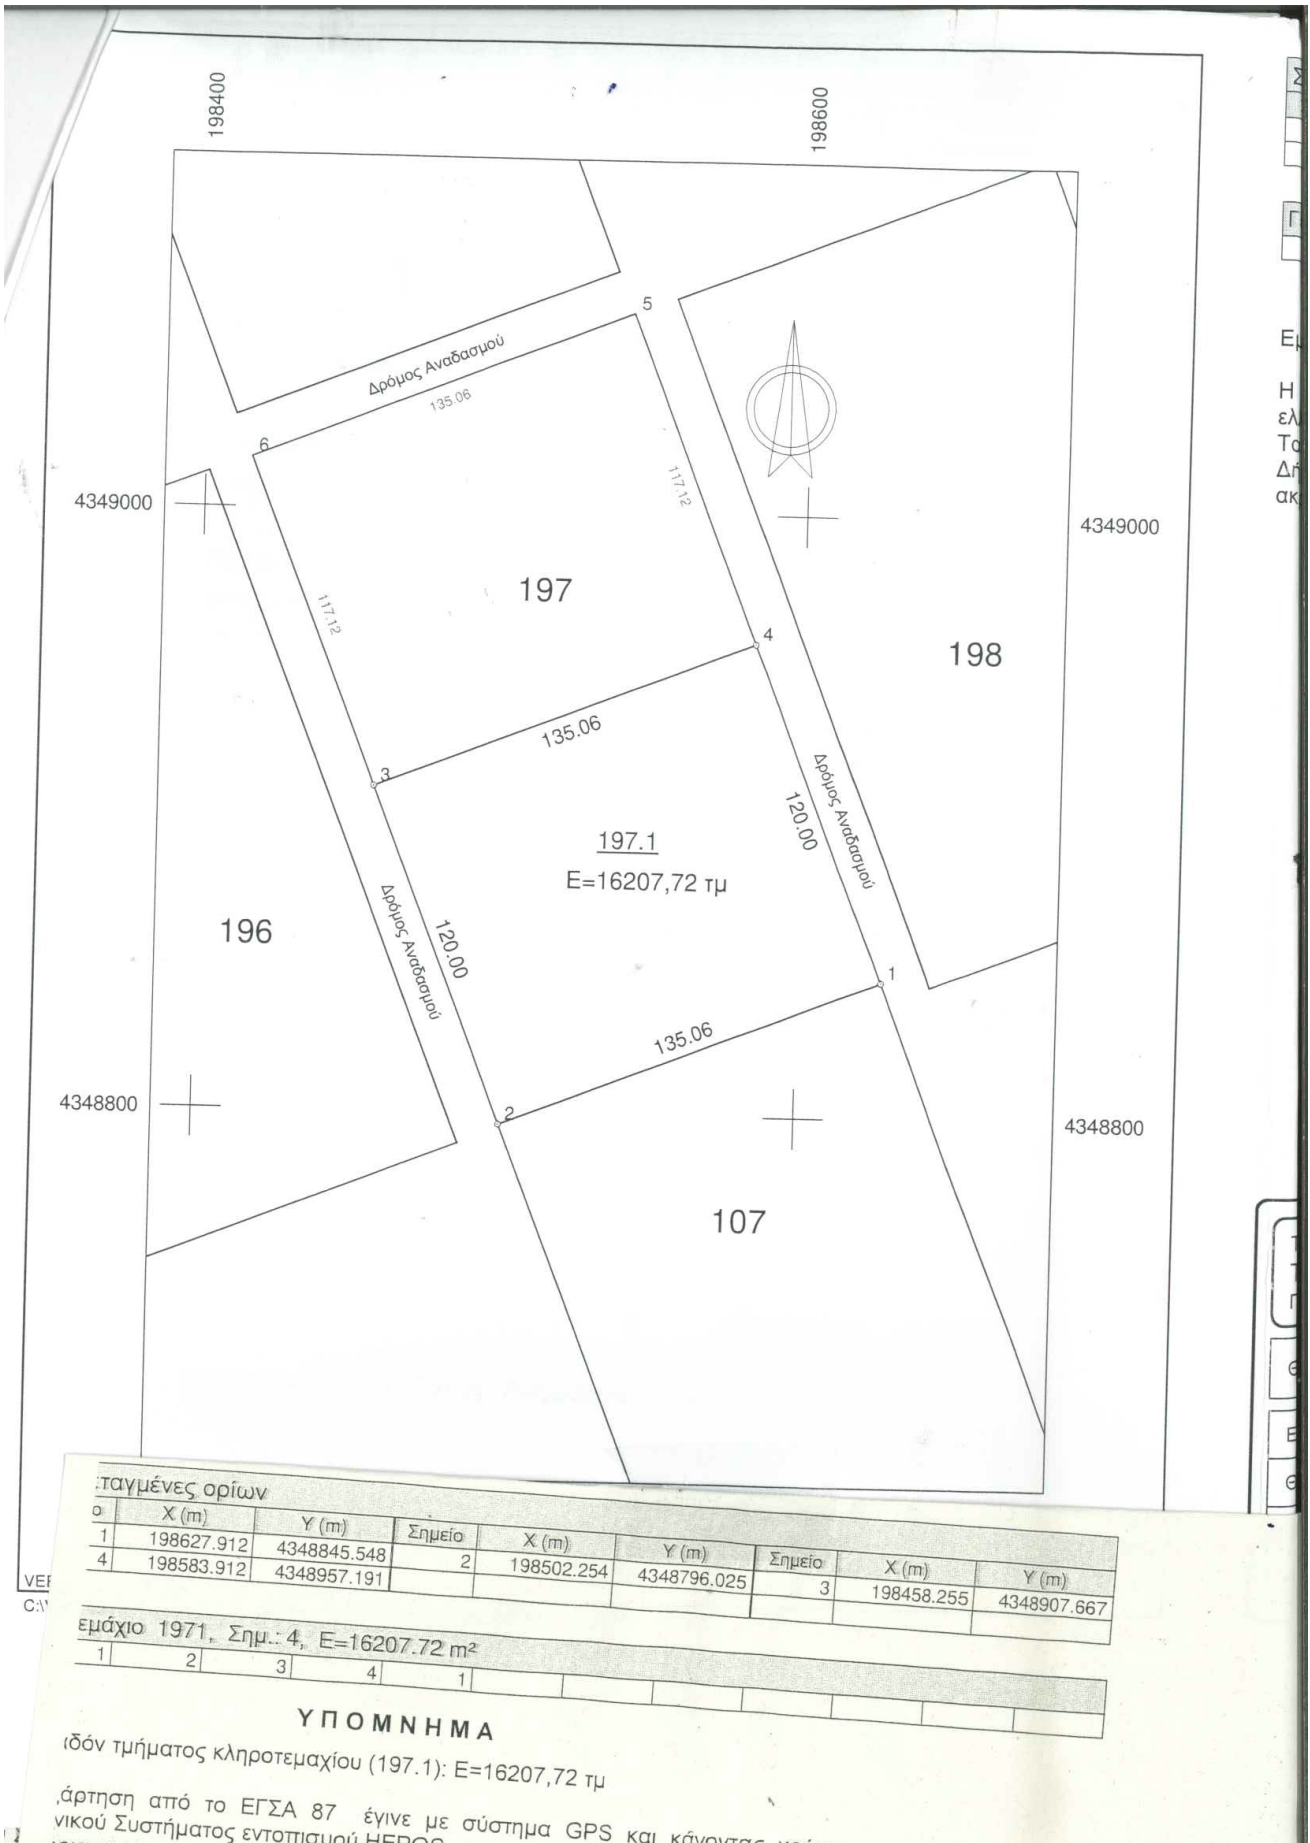 198400
198600
5
Δρόμος Αναδασμού
135.06
6
4349000
4349000
117.12
117.12
197
4
198
135.06
3
Δρόμος Αναδασμού
120.00
197.1
Ε=16207,72 τμ
196
Δρόμος Αναδασμού
120.00
1
135.06
2
4348800
4348800
107
Η
ταγμένες ορίων
X (m) Y (m) Σημείο X (m) Y (m) Σημείο X (m) Y (m)
1 198627.912 4348845.548 2 198502.254 4348796.025 3 198458.255 4348907.667
4 198583.912 4348957.191
εμάχιο 1971, Σημ.: 4, Ε=16207.72 m²
1 2 3 4 1
ΥΠΟΜΝΗΜΑ
ιδόν τμήματος κληροτεμαχίου (197.1): Ε=16207,72 τμ
άρτηση από το ΕΓΣΑ 87 έγινε με σύστημα GPS και κάνοντας
νικού Συστήματος εντοπισμού HEPOS